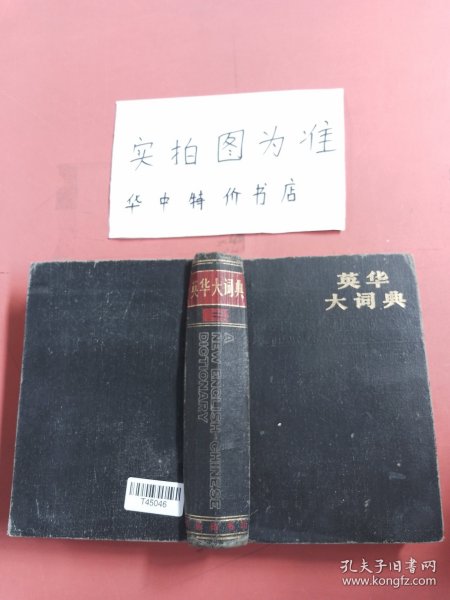 实拍图为准
华中特价书店
英华大词典
A
NEW ENGLISH-CHINESE
DICTIONARY
T45046
英华
大词典
孔夫子旧书网
www.kongfz.com